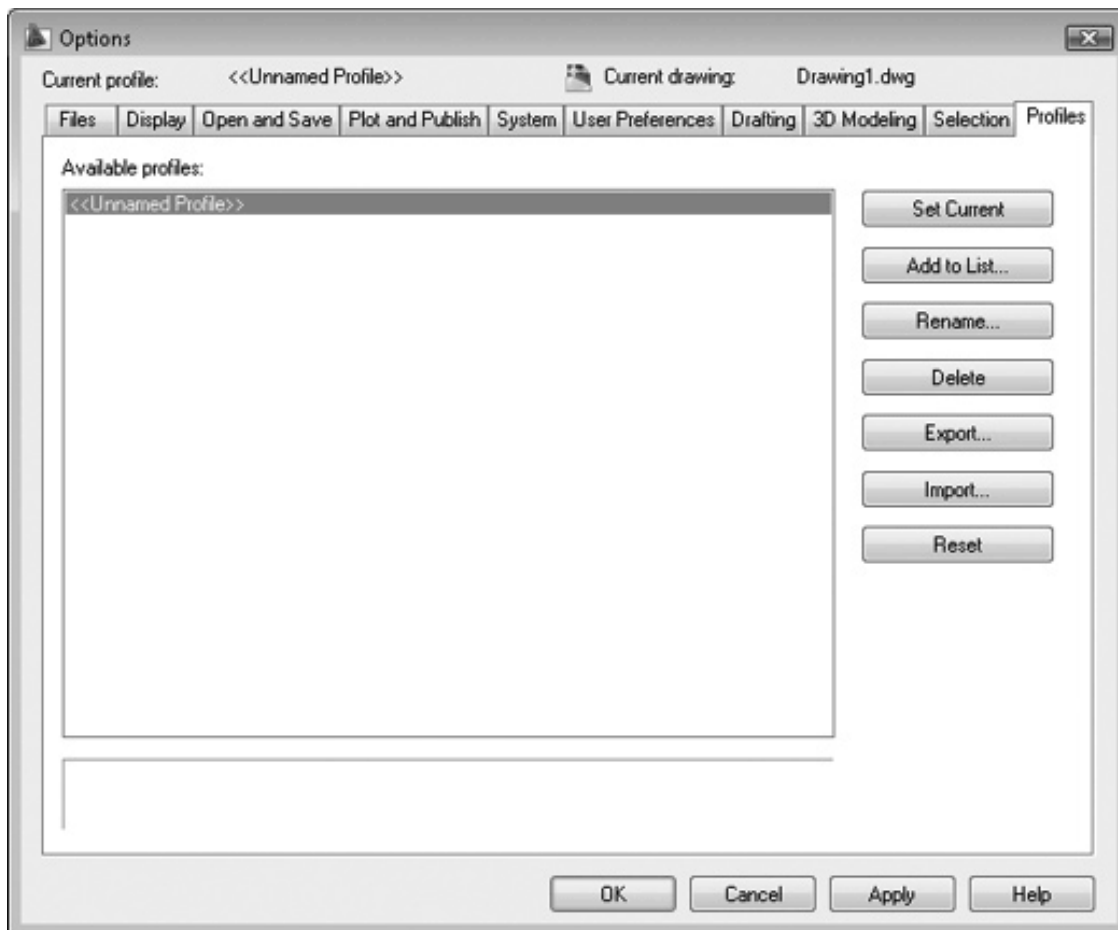 Options
Current profile: <<Unnamed Profile>> Current drawing: Drawing1.dwg
Files Display Open and Save Plot and Publish System User Preferences Drafting 3D Modeling Selection Profiles
Available profiles:
<<Unnamed Profile>>
Set Current
Add to List...
Rename...
Delete
Export...
Import...
Reset
OK Cancel Apply Help